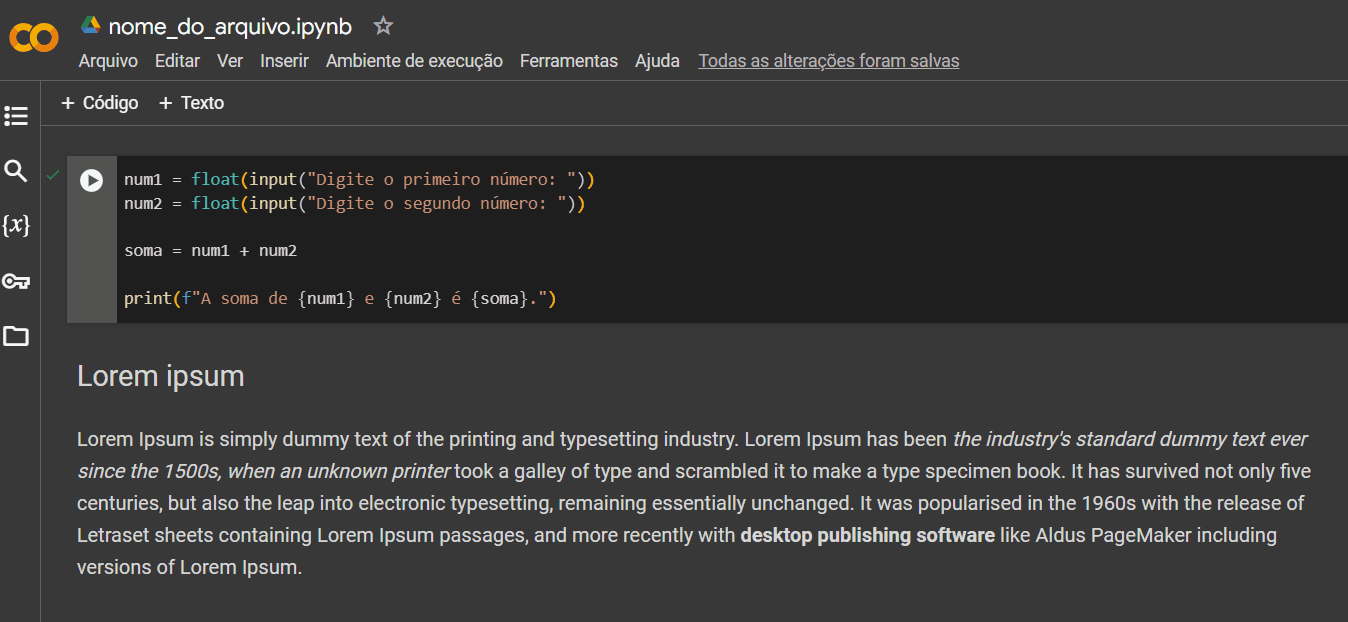 nome_do_arquivo.ipynb
Arquivo Editar Ver Inserir Ambiente de execução Ferramentas Ajuda Todas as alterações foram salvas
+ Código + Texto
{x}
num1 = float(input("Digite o primeiro número: "))
num2 = float(input("Digite o segundo número: "))
soma = num1 + num2
print(f"A soma de {num1} e {num2} é {soma}.")
Lorem ipsum
Lorem Ipsum is simply dummy text of the printing and typesetting industry. Lorem Ipsum has been the industry's standard dummy text ever
since the 1500s, when an unknown printer took a galley of type and scrambled it to make a type specimen book. It has survived not only five
centuries, but also the leap into electronic typesetting, remaining essentially unchanged. It was popularised in the 1960s with the release of
Letraset sheets containing Lorem Ipsum passages, and more recently with desktop publishing software like Aldus PageMaker including
versions of Lorem Ipsum.